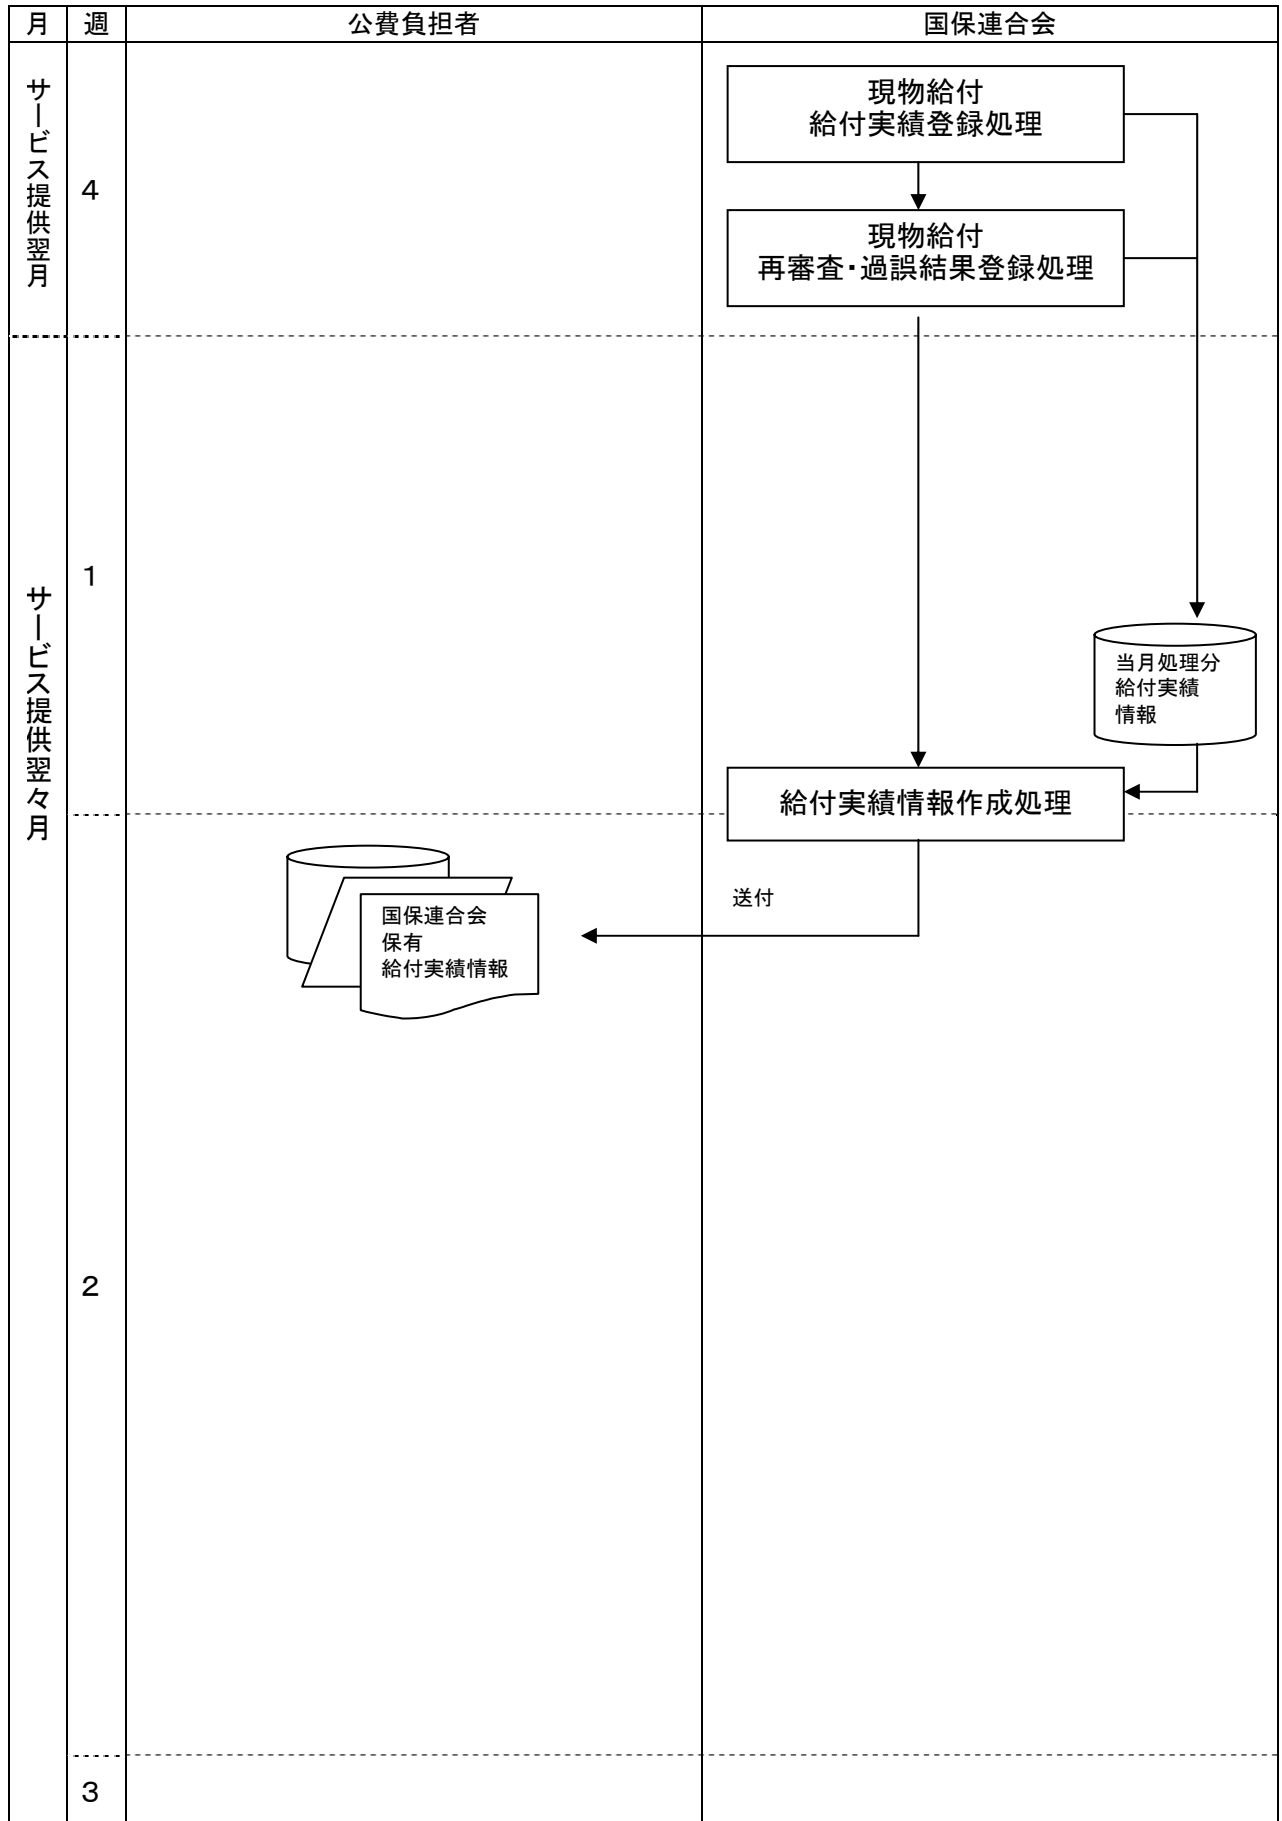 月 週 公費負担者 国保連合会
サービス提供翌月
4
現物給付
給付実績登録処理
現物給付
再審査・過誤結果登録処理
サービス提供翌々月
1
当月処理分
給付実績
情報
給付実績情報作成処理
送付
国保連合会
保有
給付実績情報
2
3